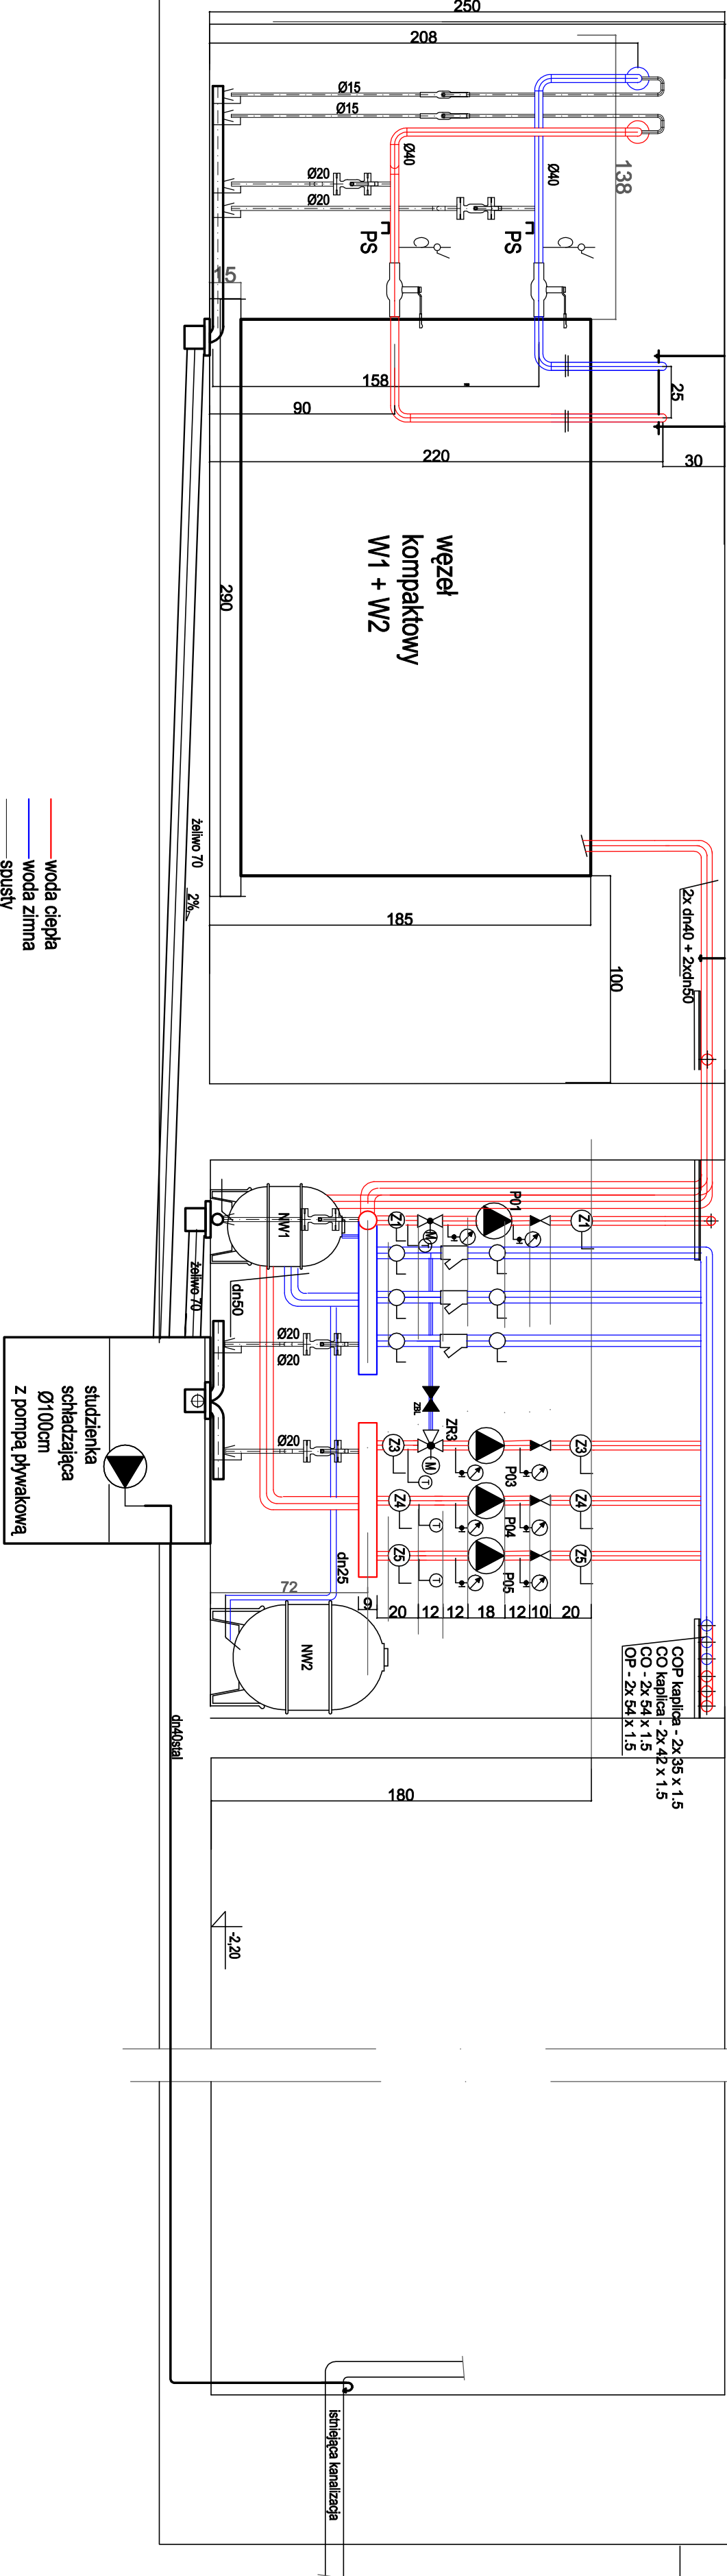 250
208
Ø15
Ø15
Ø40
Ø40
138
Ø20
Ø20
PS
PS
15
158
25
90
220
30
węzeł
kompaktowy
W1 + W2
290
185
100
2x dn40 + 2xdn50
żeliwo 70
2%
woda ciepła
woda zimna
spusty
NW1
Z1
M
T
P01
Z1
dn50
żeliwo 70
Ø20
Ø20
Ø20
ZBL
ZR3
Z3
M
T
P03
Z3
Z4
T
P04
Z4
Z5
T
P05
Z5
dn25
72
9
20
12
12
18
12
10
20
NW2
studzienka
schładzająca
Ø100cm
z pompą pływakową
COP kaplica - 2x 35 x 1.5
CO kaplica - 2x 42 x 1.5
CO - 2x 54 x 1.5
OP - 2x 54 x 1.5
dn40stal
180
-2,20
istniejąca kanalizacja